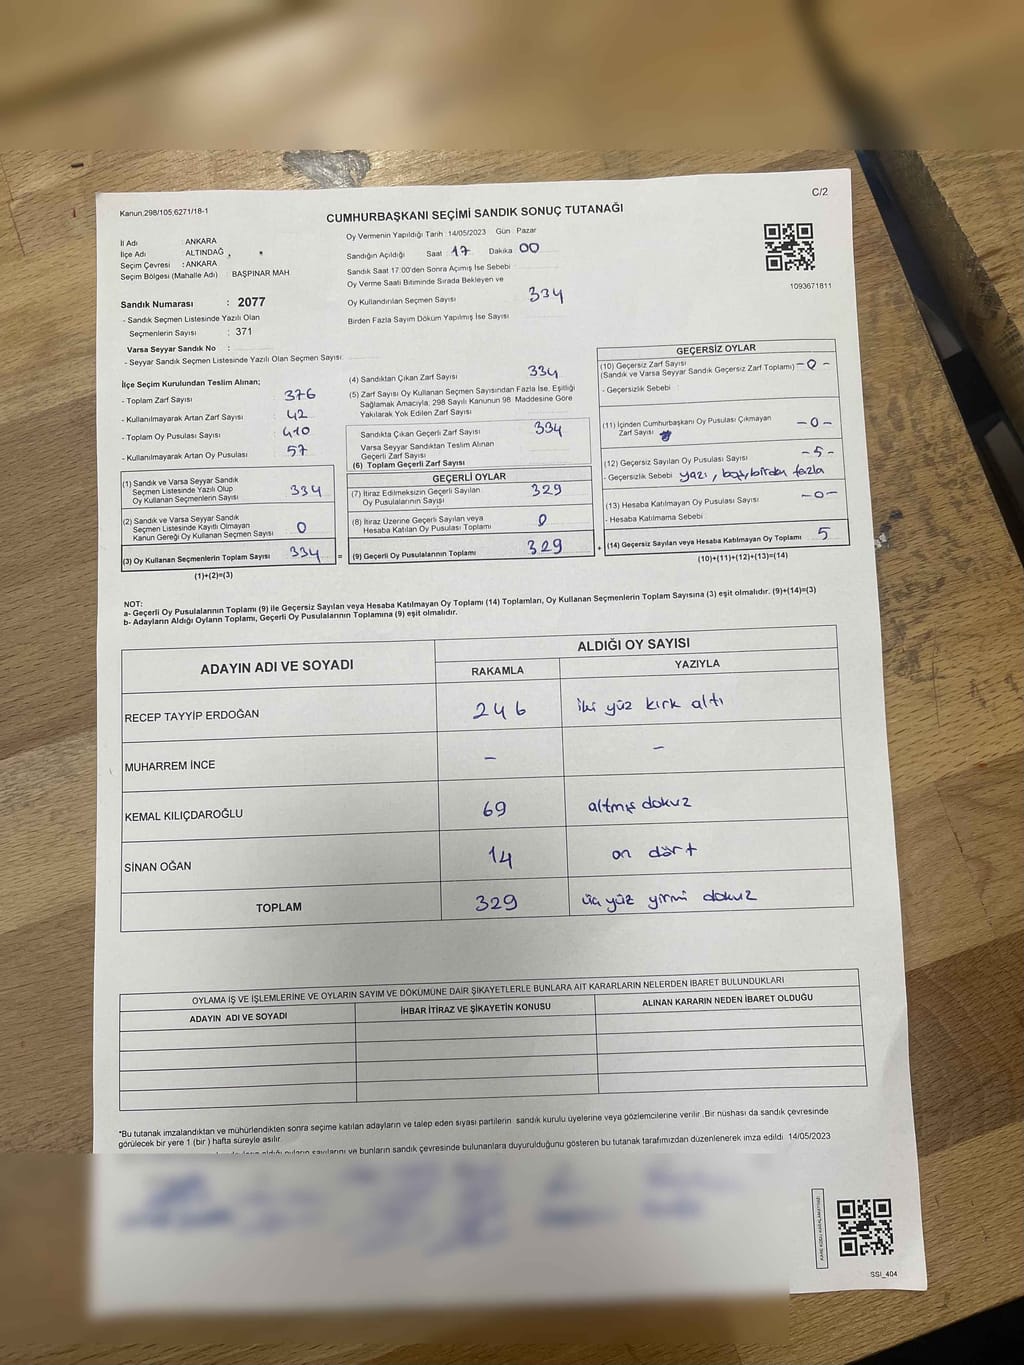 C/2
Kanun,298/105;6271/18-1
CUMHURBAŞKANI SEÇİMİ SANDIK SONUÇ TUTANAĞI
İl Adı : ANKARA
İlçe Adı : ALTINDAĞ
Seçim Çevresi : ANKARA
Seçim Bölgesi (Mahalle Adı) : BAŞPINAR MAH
Sandık Numarası : 2077
- Sandık Seçmen Listesinde Yazılı Olan
Seçmenlerin Sayısı : 371
Varsa Seyyar Sandık No :
- Seyyar Sandık Seçmen Listesinde Yazılı Olan Seçmen Sayısı:
Oy Vermenin Yapıldığı Tarih :14/05/2023 Gün : Pazar
Sandığın Açıldığı Saat 17 Dakika 00
Sandık Saat 17.00'den Sonra Açımış İse Sebebi
Oy Verme Saati Bitiminde Sırada Bekleyen ve
Oy Kullandırılan Seçmen Sayısı 334
Birden Fazla Sayım Döküm Yapılmış İse Sayısı
1093671811
İlçe Seçim Kurulundan Teslim Alınan;
- Toplam Zarf Sayısı 376
- Kullanılmayarak Artan Zarf Sayısı 42
- Toplam Oy Pusulası Sayısı 410
- Kullanılmayarak Artan Oy Pusulası 57
(1) Sandık ve Varsa Seyyar Sandık
Seçmen Listesinde Yazılı Olup
Oy Kullanan Seçmenlerin Sayısı 334
(2) Sandık ve Varsa Seyyar Sandık
Seçmen Listesinde Kayıtlı Olmayan
Kanun Gereği Oy Kullanan Seçmen Sayısı 0
(3) Oy Kullanan Seçmenlerin Toplam Sayısı 334 =
(1)+(2)=(3)
(4) Sandıktan Çıkan Zarf Sayısı 334
(5) Zarf Sayısı Oy Kullanan Seçmen Sayısından Fazla İse, Eşitliği
Sağlamak Amacıyla, 298 Sayılı Kanunun 98. Maddesine Göre
Yakılarak Yok Edilen Zarf Sayısı
Sandıkta Çıkan Geçerli Zarf Sayısı 334
Varsa Seyyar Sandıktan Teslim Alınan
Geçerli Zarf Sayısı
(6) Toplam Geçerli Zarf Sayısı
GEÇERLİ OYLAR
(7) İtiraz Edilmeksizin Geçerli Sayılan
Oy Pusulalarının Sayısı 329
(8) İtiraz Üzerine Geçerli Sayılan veya
Hesaba Katılan Oy Pusulası Toplamı 0
(9) Geçerli Oy Pusulalarının Toplamı 329 +
GEÇERSİZ OYLAR
(10) Geçersiz Zarf Sayısı
(Sandık ve Varsa Seyyar Sandık Geçersiz Zarf Toplamı) -0-
- Geçersizlik Sebebi :
(11) İçinden Cumhurbaşkanı Oy Pusulası Çıkmayan
Zarf Sayısı -0-
(12) Geçersiz Sayılan Oy Pusulası Sayısı -5-
- Geçersizlik Sebebi yazı, fazla
(13) Hesaba Katılmayan Oy Pusulası Sayısı -0-
- Hesaba Katılmama Sebebi :
(14) Geçersiz Sayılan veya Hesaba Katılmayan Oy Toplamı 5
(10)+(11)+(12)+(13)=(14)
NOT:
a- Geçerli Oy Pusulalarının Toplamı (9) ile Geçersiz Sayılan veya Hesaba Katılmayan Oy Toplamı (14) Toplamları, Oy Kullanan Seçmenlerin Toplam Sayısına (3) eşit olmalıdır. (9)+(14)=(3)
b- Adayların Aldığı Oyların Toplamı, Geçerli Oy Pusulalarının Toplamına (9) eşit olmalıdır.
ADAYIN ADI VE SOYADI ALDIĞI OY SAYISI
RAKAMLA YAZIYLA
RECEP TAYYİP ERDOĞAN 246 iki yüz kırk altı
MUHARREM İNCE - -
KEMAL KILIÇDAROĞLU 69 altmış dokuz
SİNAN OĞAN 14 on dört
TOPLAM 329 üç yüz yirmi dokuz
OYLAMA İŞ VE İŞLEMLERİNE VE OYLARIN SAYIM VE DÖKÜMÜNE DAİR ŞİKAYETLERLE BUNLARA AİT KARARLARIN NELERDEN İBARET BULUNDUKLARI
ADAYIN ADI VE SOYADI İHBAR İTİRAZ VE ŞİKAYETİN KONUSU ALINAN KARARIN NEDEN İBARET OLDUĞU
*Bu tutanak imzalandıktan ve mühürlendikten sonra seçime katılan adayların ve talep eden siyasi partilerin sandık kurulu üyelerine veya gözlemcilerine verilir .Bir nüshası da sandık çevresinde
görülecek bir yere 1 (bir ) hafta süreyle asılır
sayılarını ve bunların sandık çevresinde bulunanlara duyurulduğunu gösteren bu tutanak tarafımızdan düzenlenerek imza edildi. 14/05/2023
SSI_404